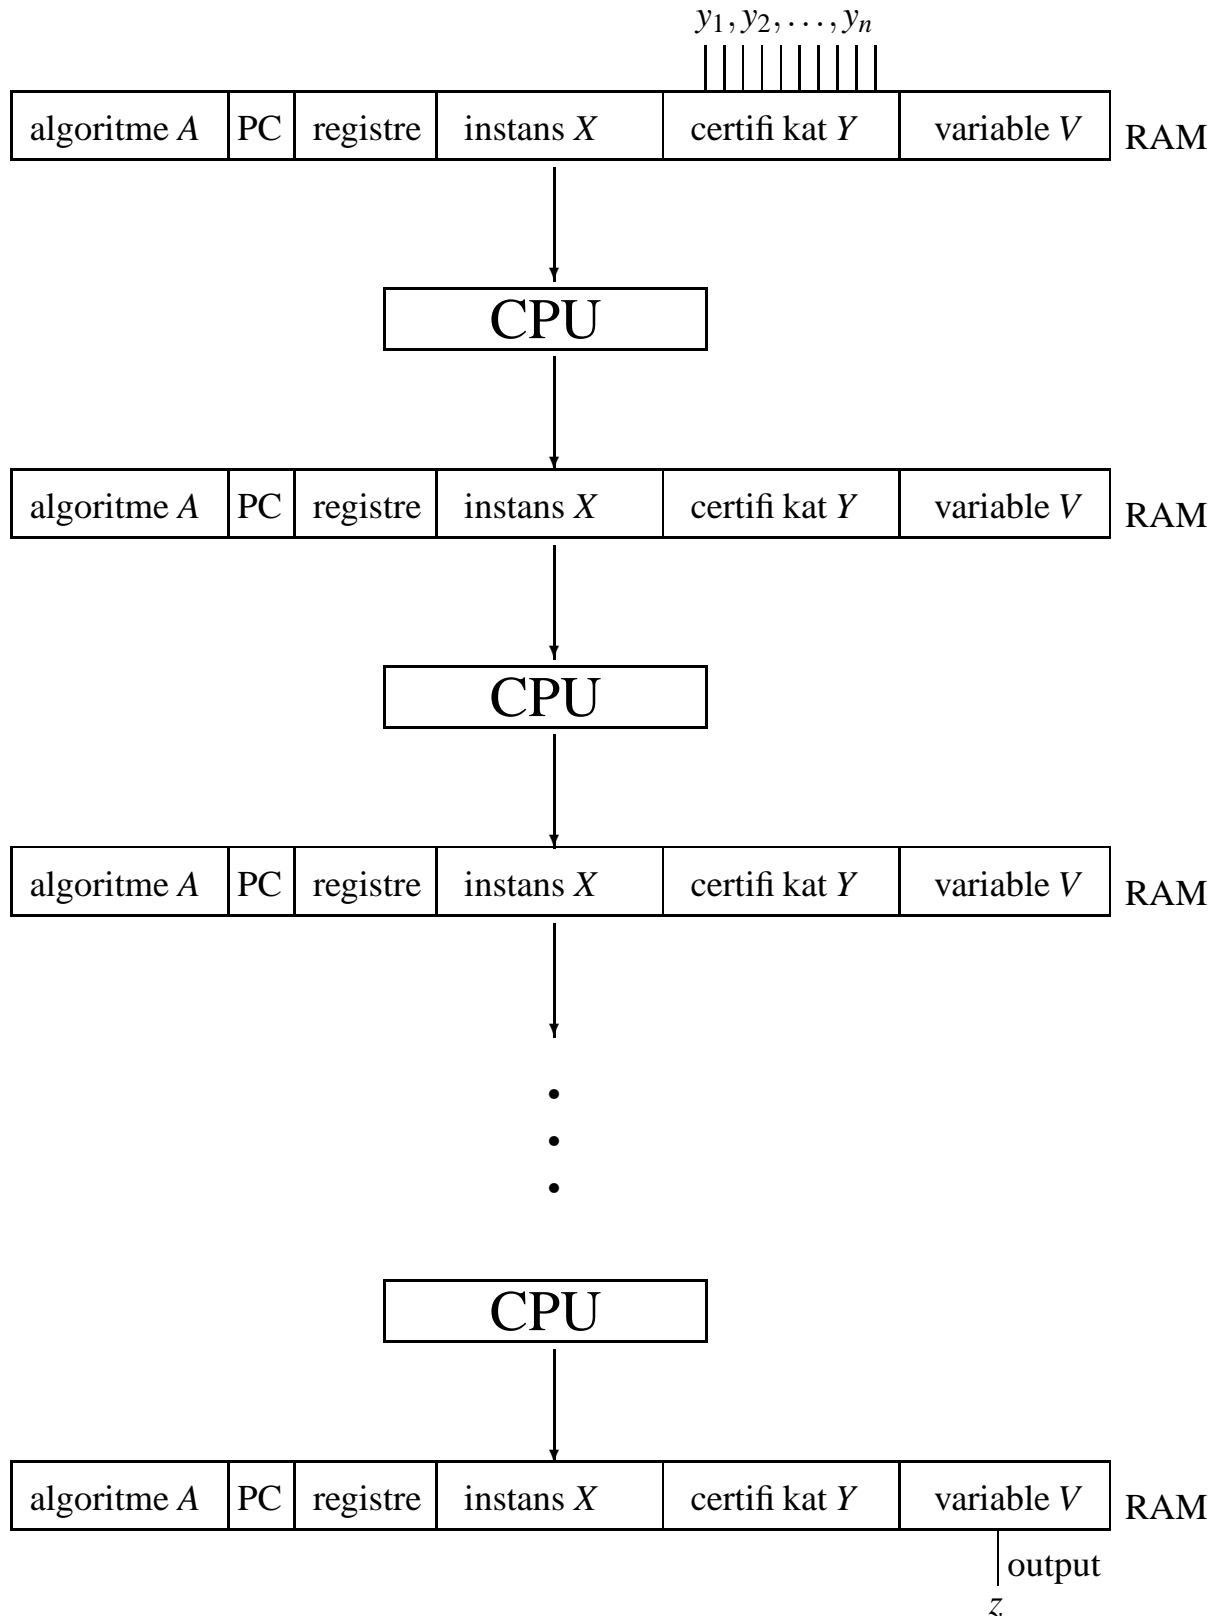 y1, y2, . . . , yn
algoritme A PC registre instans X certifi kat Y variable V RAM
CPU
algoritme A PC registre instans X certifi kat Y variable V RAM
CPU
algoritme A PC registre instans X certifi kat Y variable V RAM
CPU
algoritme A PC registre instans X certifi kat Y variable V RAM
output
z